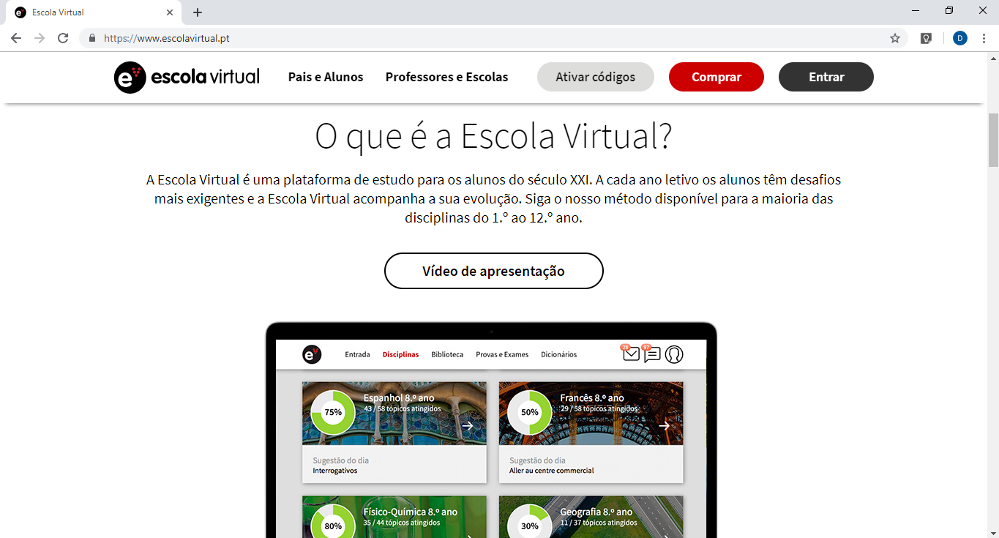 Escola Virtual
https://www.escolavirtual.pt
D
e
escola virtual
Pais e Alunos
Professores e Escolas
Ativar códigos
Comprar
Entrar
O que é a Escola Virtual?
A Escola Virtual é uma plataforma de estudo para os alunos do século XXI. A cada ano letivo os alunos têm desafios
mais exigentes e a Escola Virtual acompanha a sua evolução. Siga o nosso método disponível para a maioria das
disciplinas do 1.º ao 12.º ano.
Vídeo de apresentação
e
Entrada
Disciplinas
Biblioteca
Provas e Exames
Dicionários
28
97
75%
Espanhol 8.º ano
43 / 58 tópicos atingidos
Sugestão do dia
Interrogativos
50%
Francês 8.º ano
29 / 58 tópicos atingidos
Sugestão do dia
Aller au centre commercial
80%
Físico-Química 8.º ano
35 / 44 tópicos atingidos
30%
Geografia 8.º ano
11 / 37 tópicos atingidos